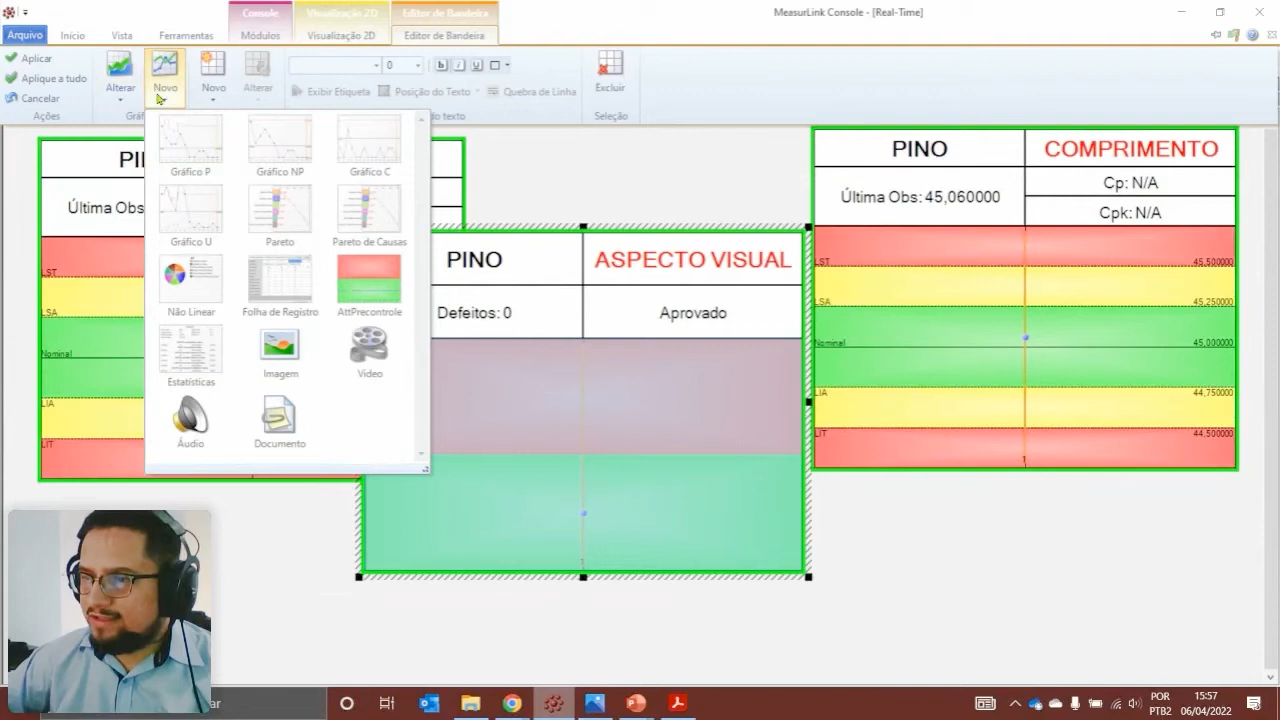 Console
Visualização 2D
Editor de Bandeira
MeasurLink Console - [Real-Time]
Arquivo
Início
Vista
Ferramentas
Módulos
Visualização 2D
Editor de Bandeira
Aplicar
Aplique a tudo
Cancelar
Ações
Alterar
Novo
Novo
Alterar
0
b
i
u
Exibir Etiqueta
Posição do Texto
Quebra de Linha
Excluir
Gráf
do texto
Seleção
Gráfico P
Gráfico NP
Gráfico C
Gráfico U
Pareto
Pareto de Causas
Não Linear
Folha de Registro
AttPrecontrole
Estatísticas
Imagem
Vídeo
Áudio
Documento
Última Obs
LST
LSA
Nominal
LIA
LIT
PINO
ASPECTO VISUAL
Defeitos: 0
Aprovado
1
PINO
COMPRIMENTO
Última Obs: 45,060000
Cp: N/A
Cpk: N/A
LST
45,500000
LSA
45,250000
Nominal
45,000000
LIA
44,750000
LIT
44,500000
1
POR
PTB2
15:57
06/04/2022